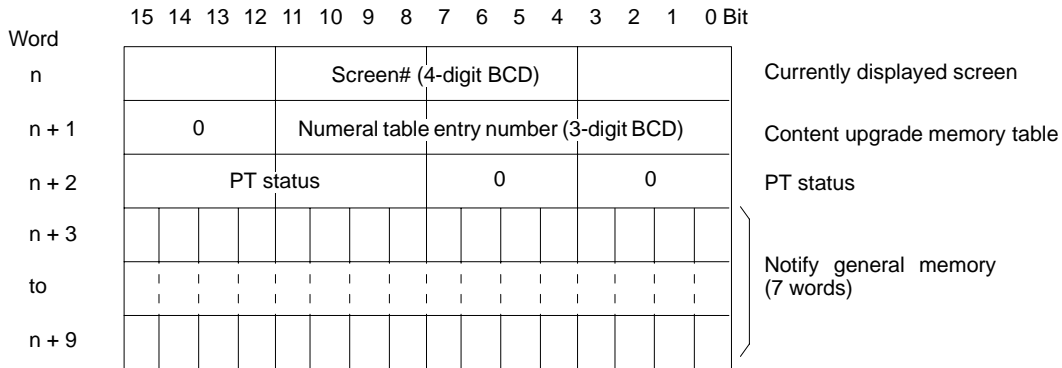 15 14 13 12 11 10 9 8 7 6 5 4 3 2 1 0 Bit
Word
n Screen# (4-digit BCD) Currently displayed screen
n + 1 0 Numeral table entry number (3-digit BCD) Content upgrade memory table
n + 2 PT status 0 0 PT status
n + 3
to
n + 9
Notify general memory
(7 words)